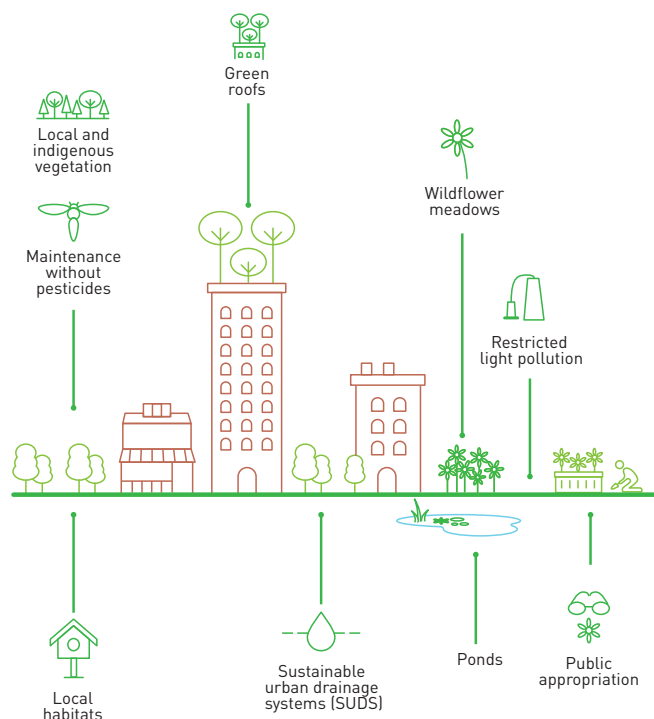 Green
roofs
Local and
indigenous
vegetation
Wildflower
meadows
Maintenance
without
pesticides
Restricted
light pollution
Local
habitats
Sustainable
urban drainage
systems (SUDS)
Ponds
Public
appropriation